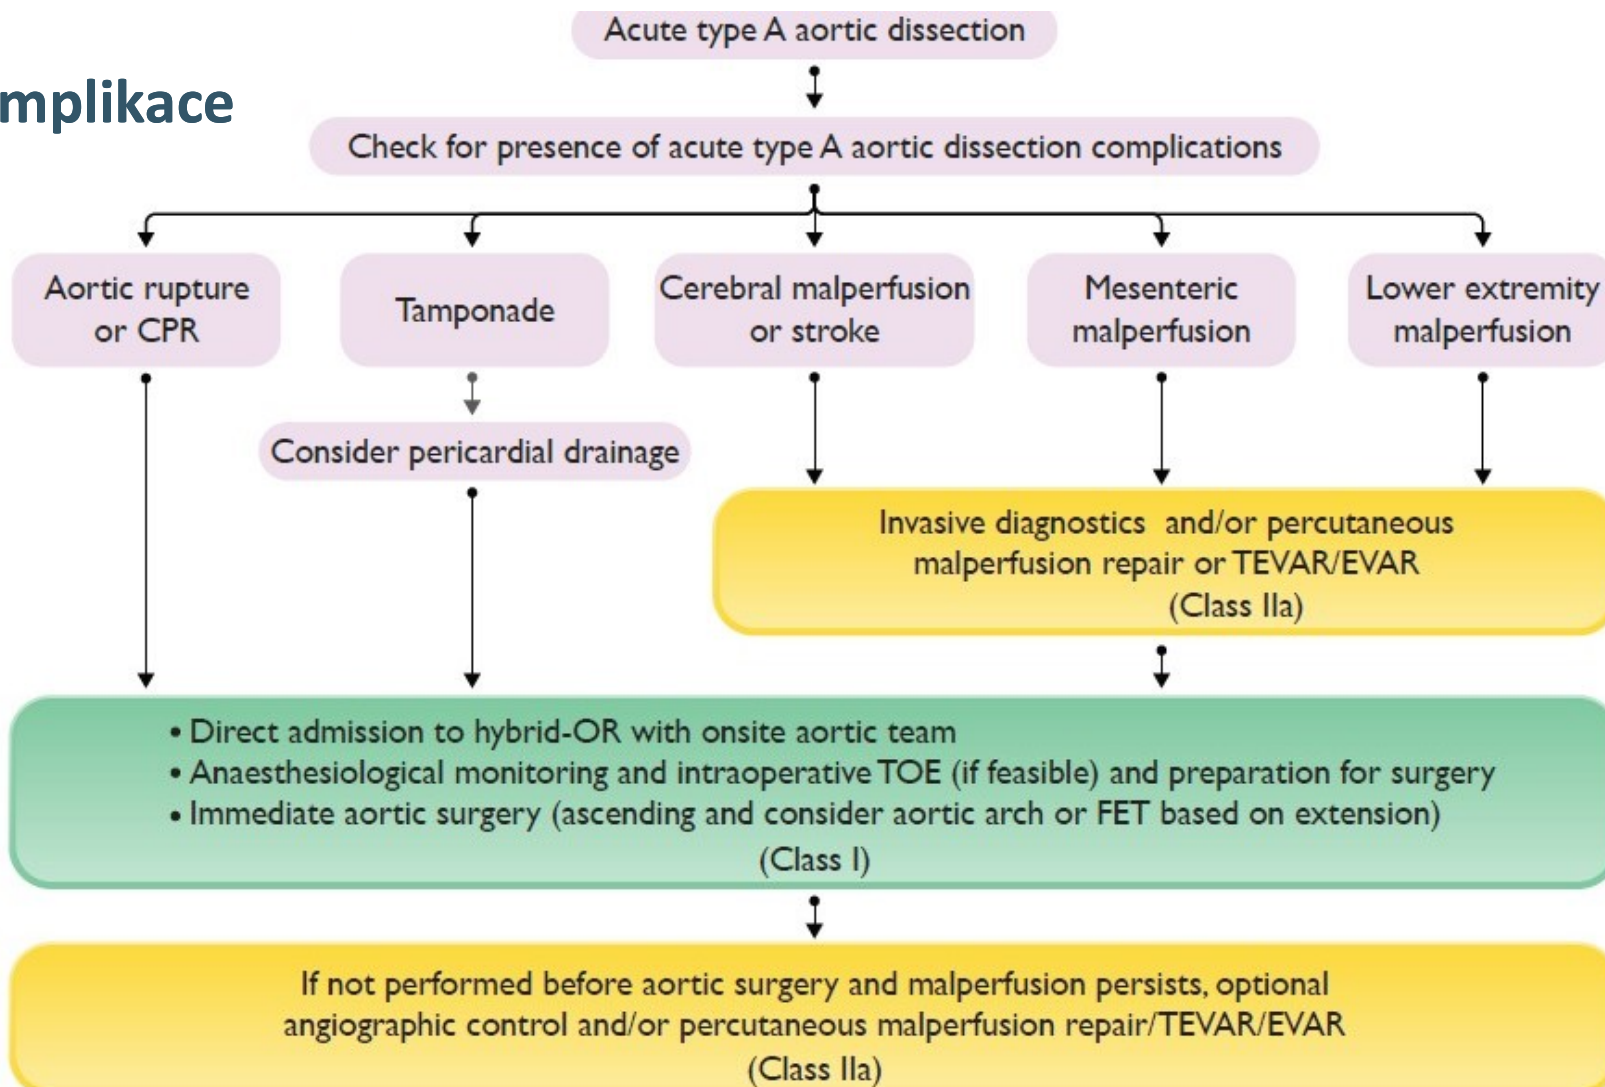 Acute type A aortic dissection
mplikace
Check for presence of acute type A aortic dissection complications
Aortic rupture
or CPR
Tamponade
Cerebral malperfusion
or stroke
Mesenteric
malperfusion
Lower extremity
malperfusion
Consider pericardial drainage
Invasive diagnostics and/or percutaneous
malperfusion repair or TEVAR/EVAR
(Class IIa)
• Direct admission to hybrid-OR with onsite aortic team
• Anaesthesiological monitoring and intraoperative TOE (if feasible) and preparation for surgery
• Immediate aortic surgery (ascending and consider aortic arch or FET based on extension)
(Class I)
If not performed before aortic surgery and malperfusion persists, optional
angiographic control and/or percutaneous malperfusion repair/TEVAR/EVAR
(Class IIa)